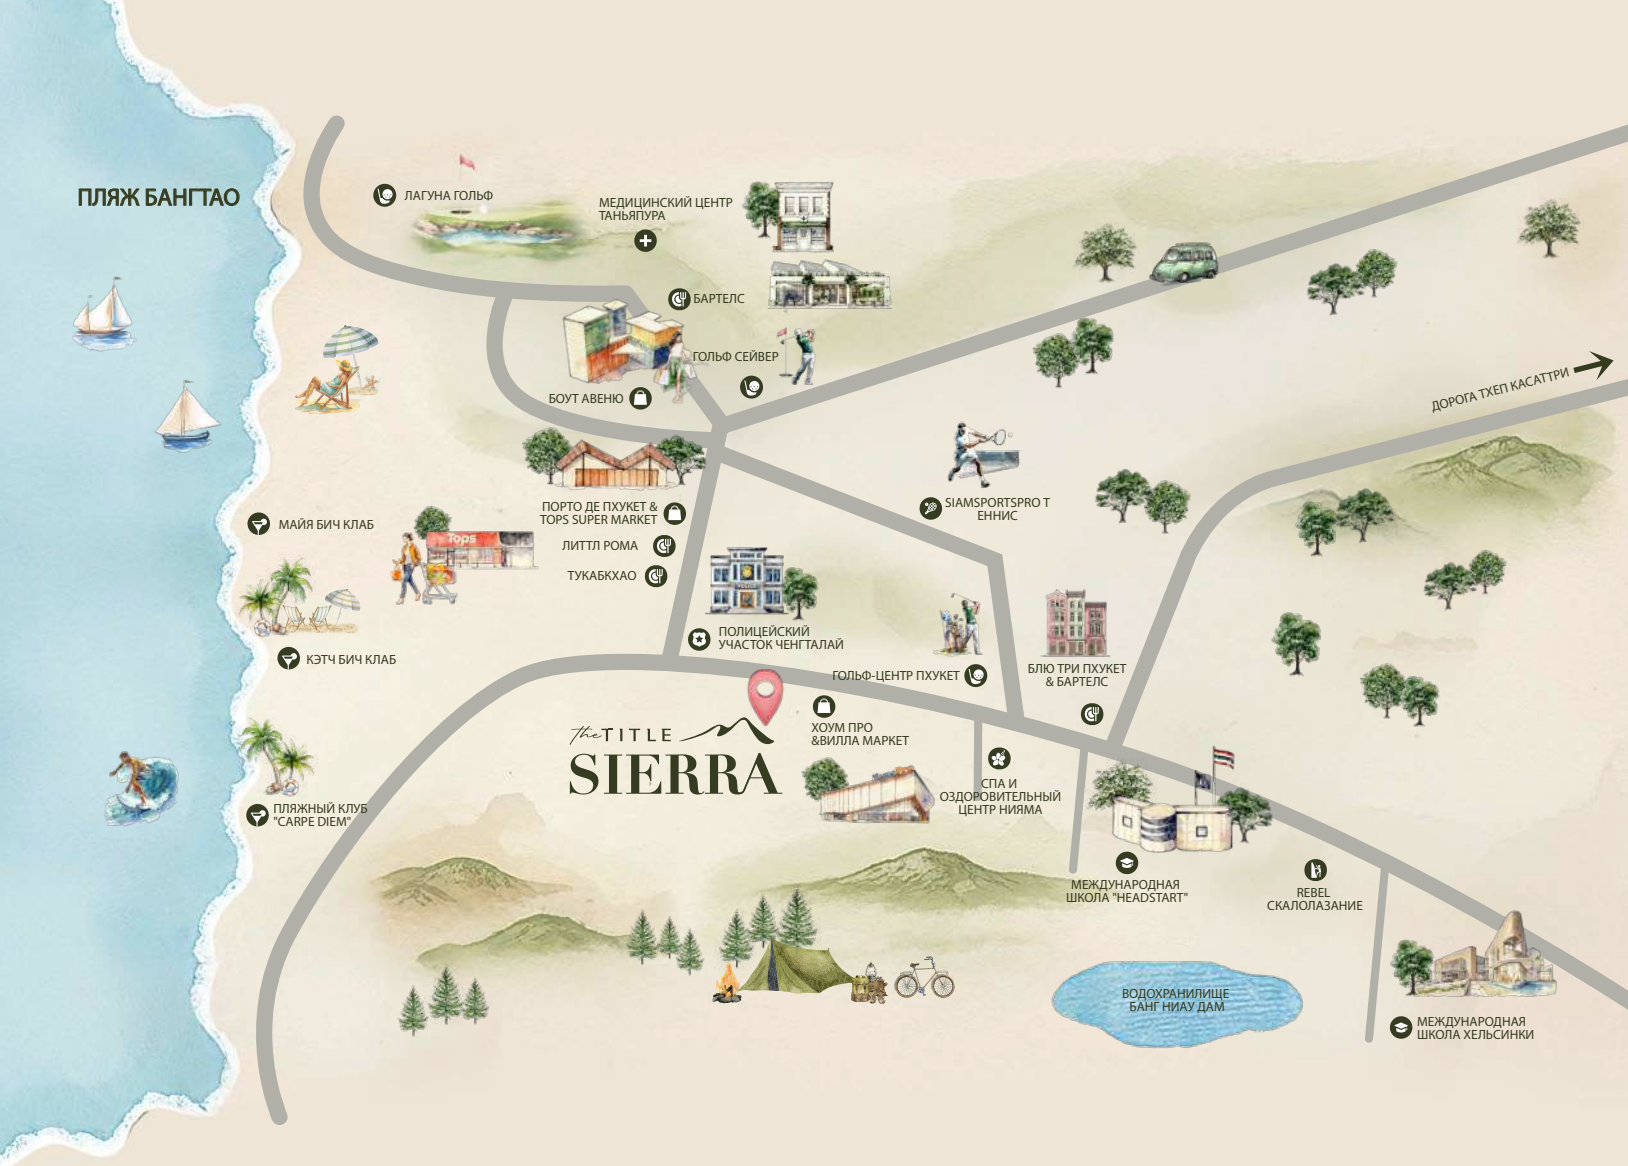 ПЛЯЖ БАНГТАО
ЛАГУНА ГОЛЬФ
МЕДИЦИНСКИЙ ЦЕНТР
ТАНЬЯПУРА
БАРТЕЛС
ГОЛЬФ СЕЙВЕР
БОУТ АВЕНЮ
ДОРОГА ТХЕП КАСАТТРИ
ПОРТО ДЕ ПХУКЕТ &
TOPS SUPER MARKET
SIAMSPORTSPRO T
ЕННИС
МАЙЯ БИЧ КЛАБ
Tops
ЛИТТЛ РОМА
ТУКАБКХАО
ПОЛИЦЕЙСКИЙ
УЧАСТОК ЧЕНГТАЛАЙ
КЭТЧ БИЧ КЛАБ
ГОЛЬФ-ЦЕНТР ПХУКЕТ
БЛЮ ТРИ ПХУКЕТ
& БАРТЕЛС
the TITLE
SIERRA
ХОУМ ПРО
&ВИЛЛА МАРКЕТ
СПА И
ОЗДОРОВИТЕЛЬНЫЙ
ЦЕНТР НИЯМА
ПЛЯЖНЫЙ КЛУБ
"CARPE DIEM"
МЕЖДУНАРОДНАЯ
ШКОЛА "HEADSTART"
REBEL
СКАЛОЛАЗАНИЕ
ВОДОХРАНИЛИЩЕ
БАНГ НИАУ ДАМ
МЕЖДУНАРОДНАЯ
ШКОЛА ХЕЛЬСИНКИ